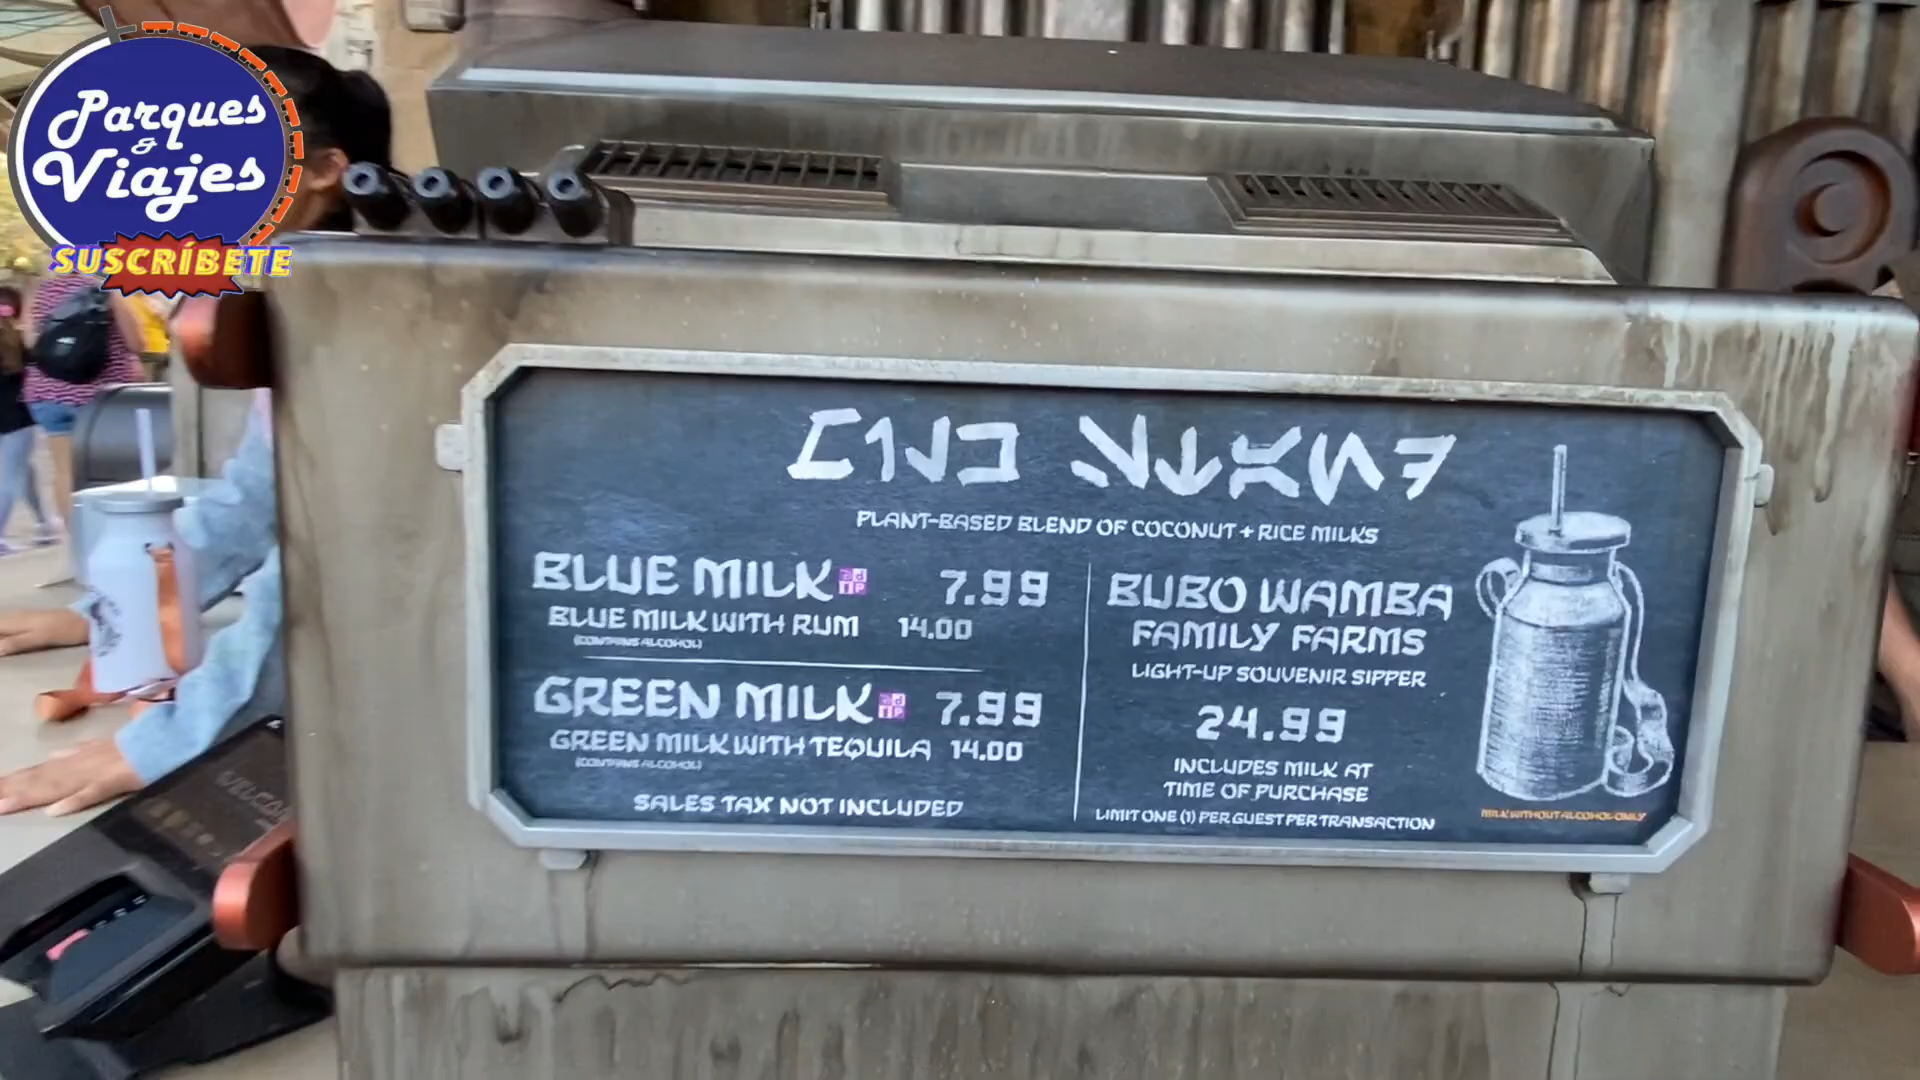 Parques
&
Viajes
SUSCRÍBETE
PLANT-BASED BLEND OF COCONUT + RICE MILKS
BLUE MILK 7.99
BLUE MILK WITH RUM 14.00
(CONTAINS ALCOHOL)
GREEN MILK 7.99
GREEN MILK WITH TEQUILA 14.00
(CONTAINS ALCOHOL)
SALES TAX NOT INCLUDED
BUBO WAMBA
FAMILY FARMS
LIGHT-UP SOUVENIR SIPPER
24.99
INCLUDES MILK AT
TIME OF PURCHASE
LIMIT ONE (1) PER GUEST PER TRANSACTION
MILK WITHOUT ALCOHOL ONLY